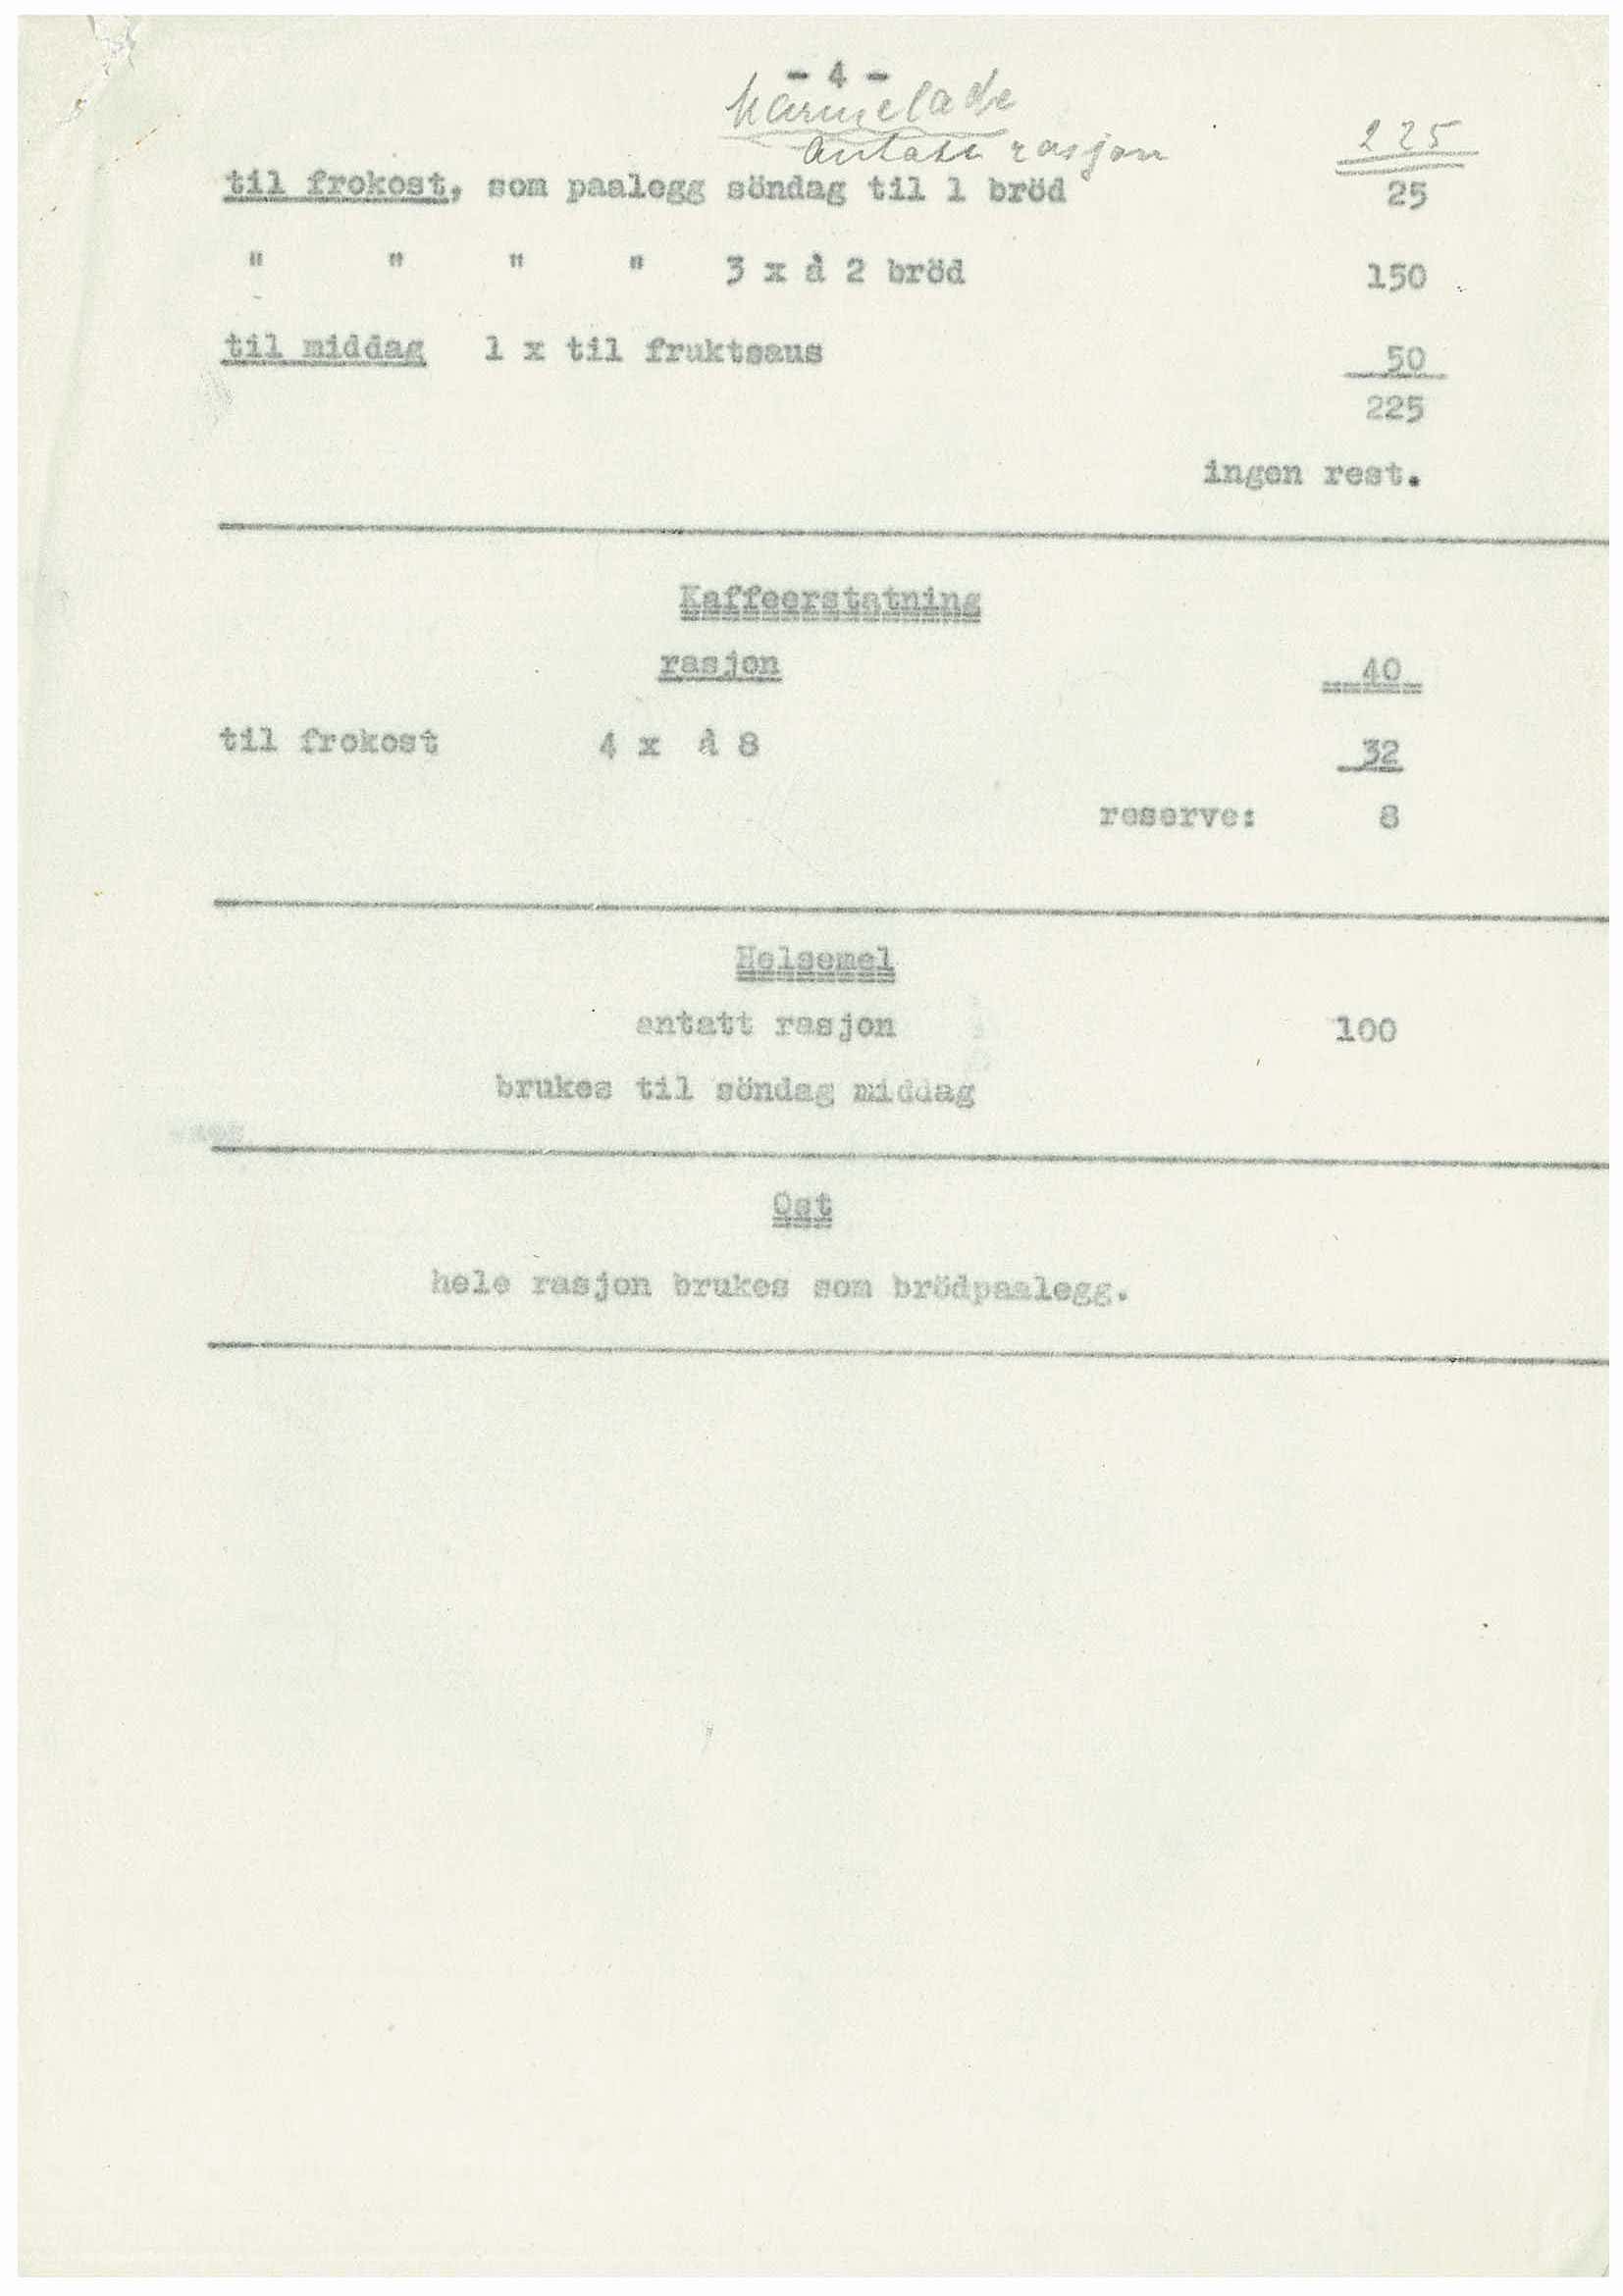 - 4 -
Marmelade
antatt rasjon 225
til frokost, som paalegg söndag til 1 bröd 25
" " " " 3 x à 2 bröd 150
til middag 1 x til fruktsaus 50
225
ingen rest.
Kaffeerstatning
rasjon 40
til frokost 4 x à 8 32
reserve: 8
Helsemel
antatt rasjon 100
brukes til söndag middag
Ost
hele rasjon brukes som brödpaalegg.